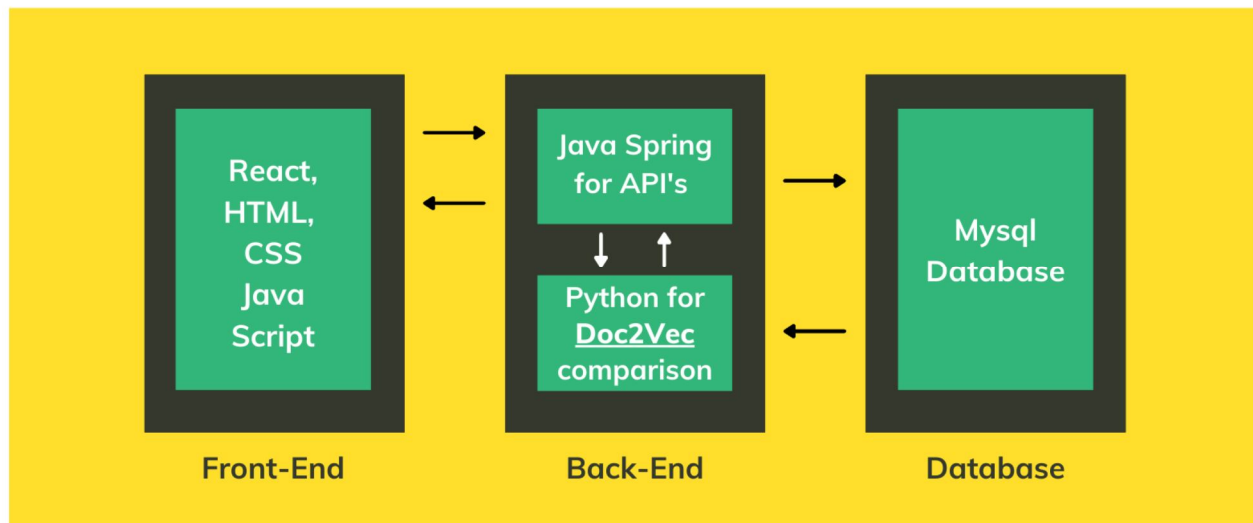 React,
HTML,
CSS
Java
Script
Front-End
Java Spring
for API's
Python for
Doc2Vec
comparison
Back-End
Mysql
Database
Database